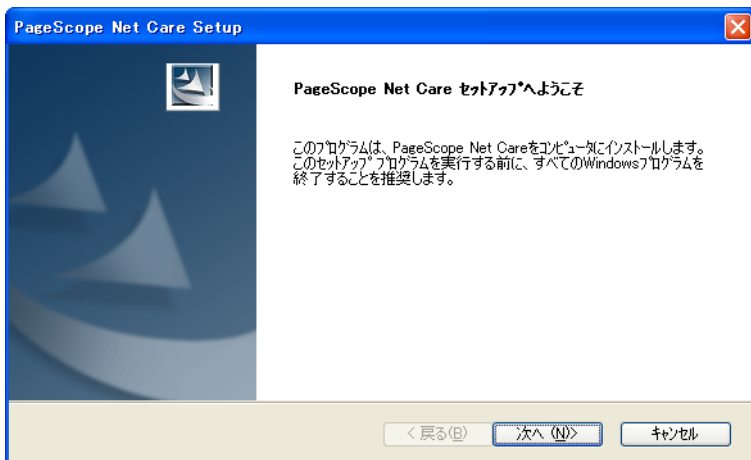 PageScope Net Care Setup
PageScope Net Care ｾｯﾄｱｯﾌﾟへようこそ
このﾌﾟﾛｸﾞﾗﾑは、PageScope Net Careをｺﾝﾋﾟｭｰﾀにｲﾝｽﾄｰﾙします。
このｾｯﾄｱｯﾌﾟ ﾌﾟﾛｸﾞﾗﾑを実行する前に、すべてのWindowsﾌﾟﾛｸﾞﾗﾑを
終了することを推奨します。
< 戻る(B)
次へ (N)>
ｷｬﾝｾﾙ